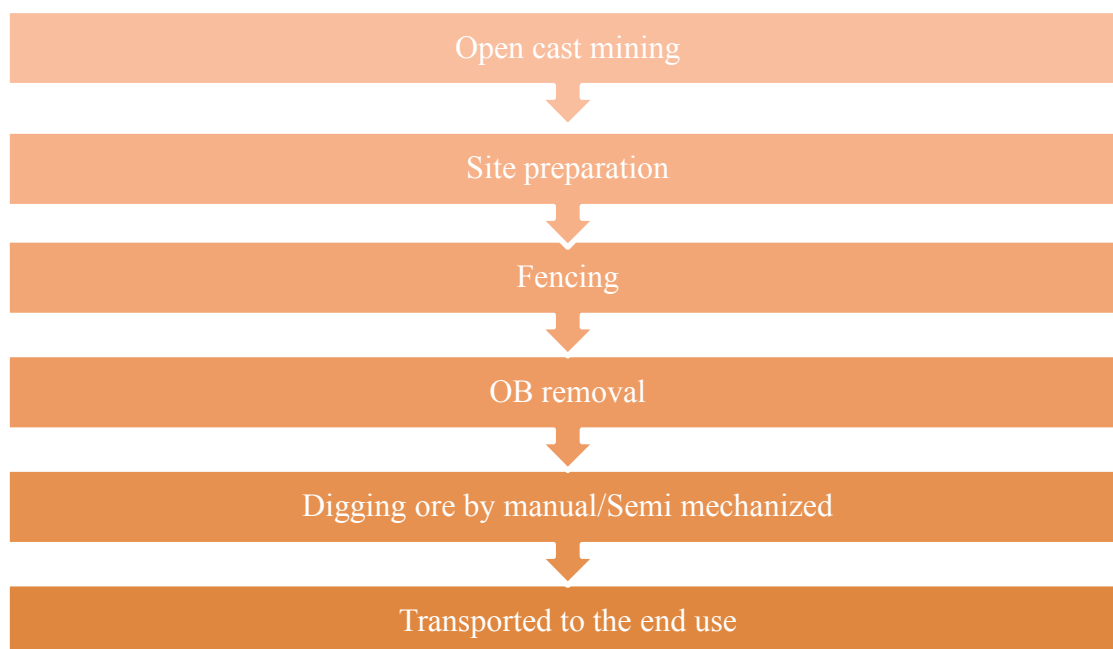 Open cast mining
Site preparation
Fencing
OB removal
Digging ore by manual/Semi mechanized
Transported to the end use